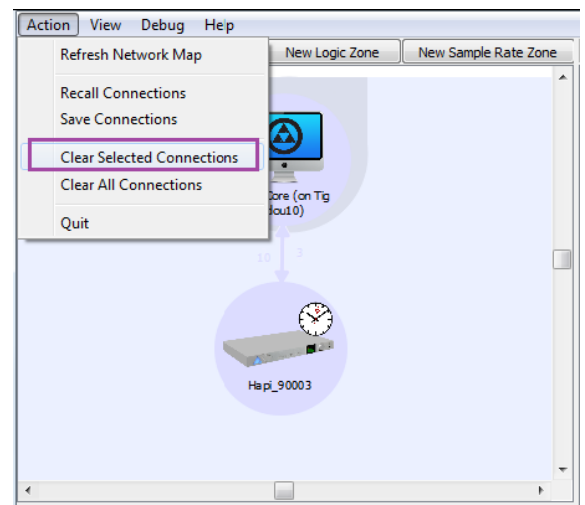 Action View Debug Help
New Logic Zone New Sample Rate Zone
Refresh Network Map
Recall Connections
Save Connections
Clear Selected Connections
Clear All Connections
Quit
Core (on Tig
dou10)
10 3
Hapi_90003